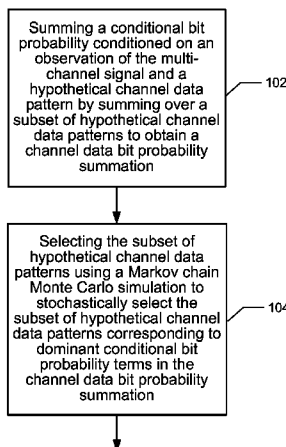 Summing a conditional bit
probability conditioned on an
observation of the multi-
channel signal and a
hypothetical channel data
pattern by summing over a
subset of hypothetical channel
data patterns to obtain a
channel data bit probability
summation
102
Selecting the subset of
hypothetical channel data
patterns using a Markov chain
Monte Carlo simulation to
stochastically select the
subset of hypothetical channel
data patterns corresponding to
dominant conditional bit
probability terms in the
channel data bit probability
summation
104